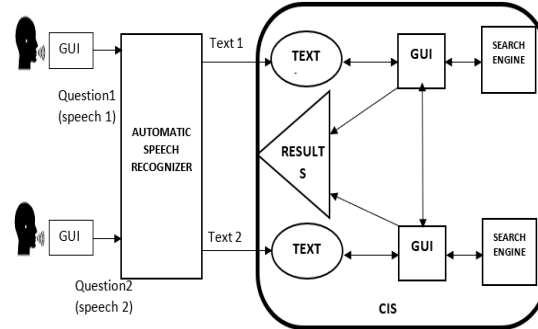 GUI
Text 1
TEXT
GUI
SEARCH
ENGINE
Question1
(speech 1)
AUTOMATIC
SPEECH
RECOGNIZER
RESULT
S
GUI
Text 2
TEXT
GUI
SEARCH
ENGINE
Question2
(speech 2)
CIS